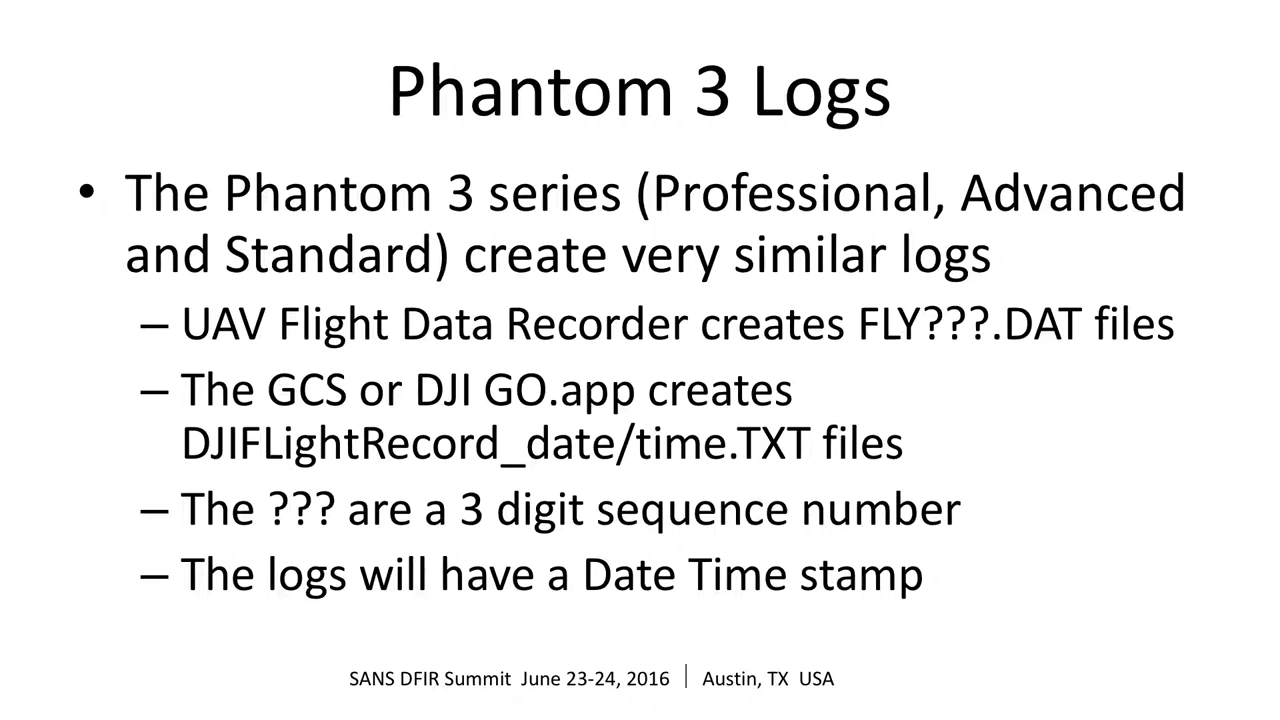 Phantom 3 Logs
• The Phantom 3 series (Professional, Advanced
and Standard) create very similar logs
– UAV Flight Data Recorder creates FLY???.DAT files
– The GCS or DJI GO.app creates
DJIFLightRecord_date/time.TXT files
– The ??? are a 3 digit sequence number
– The logs will have a Date Time stamp
SANS DFIR Summit June 23-24, 2016 | Austin, TX USA